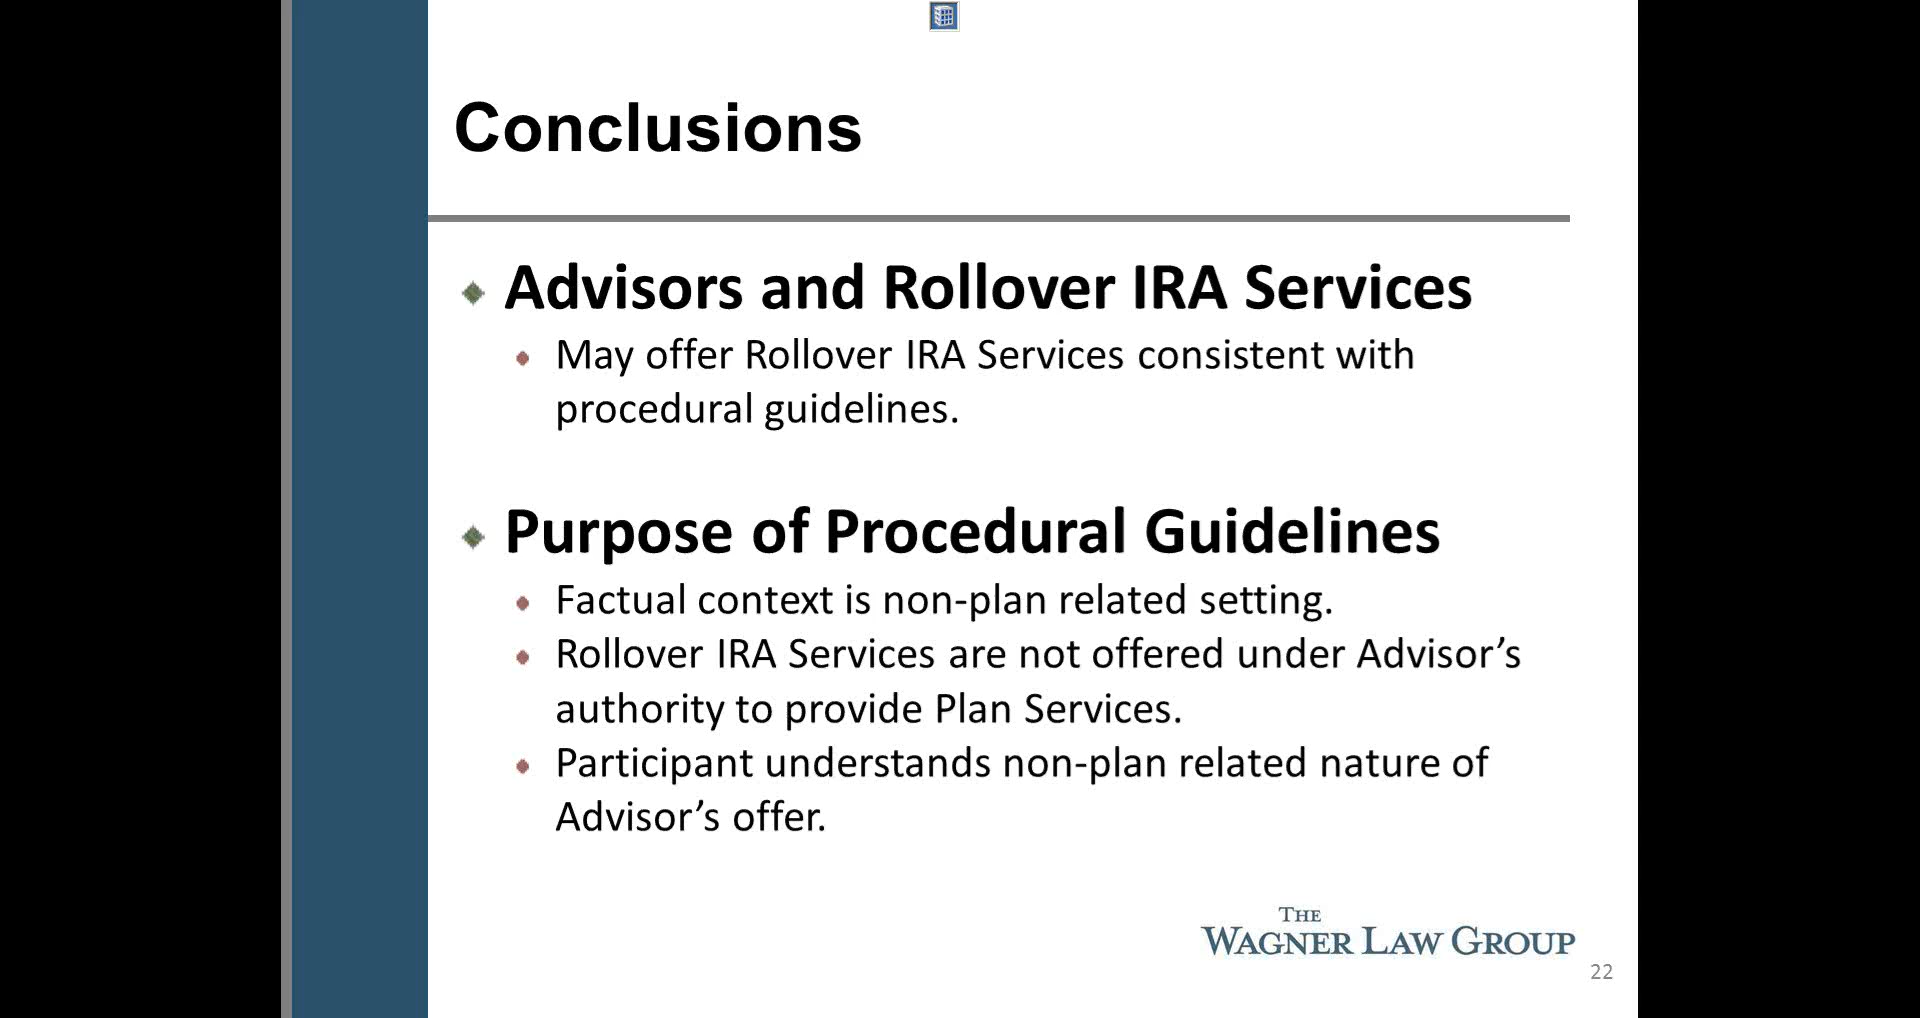 Conclusions
Advisors and Rollover IRA Services
May offer Rollover IRA Services consistent with
procedural guidelines.
Purpose of Procedural Guidelines
Factual context is non-plan related setting.
Rollover IRA Services are not offered under Advisor’s
authority to provide Plan Services.
Participant understands non-plan related nature of
Advisor’s offer.
THE
WAGNER LAW GROUP
22